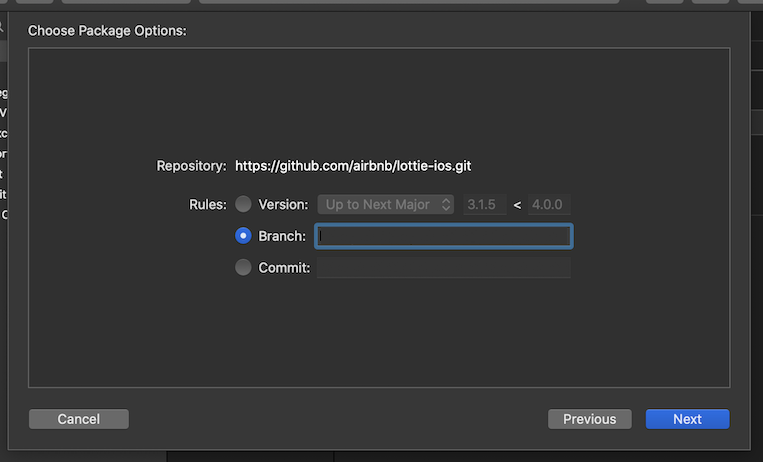 Choose Package Options:
Repository: https://github.com/airbnb/lottie-ios.git
Rules: Version: Up to Next Major 3.1.5 < 4.0.0
Branch:
Commit:
Cancel Previous Next